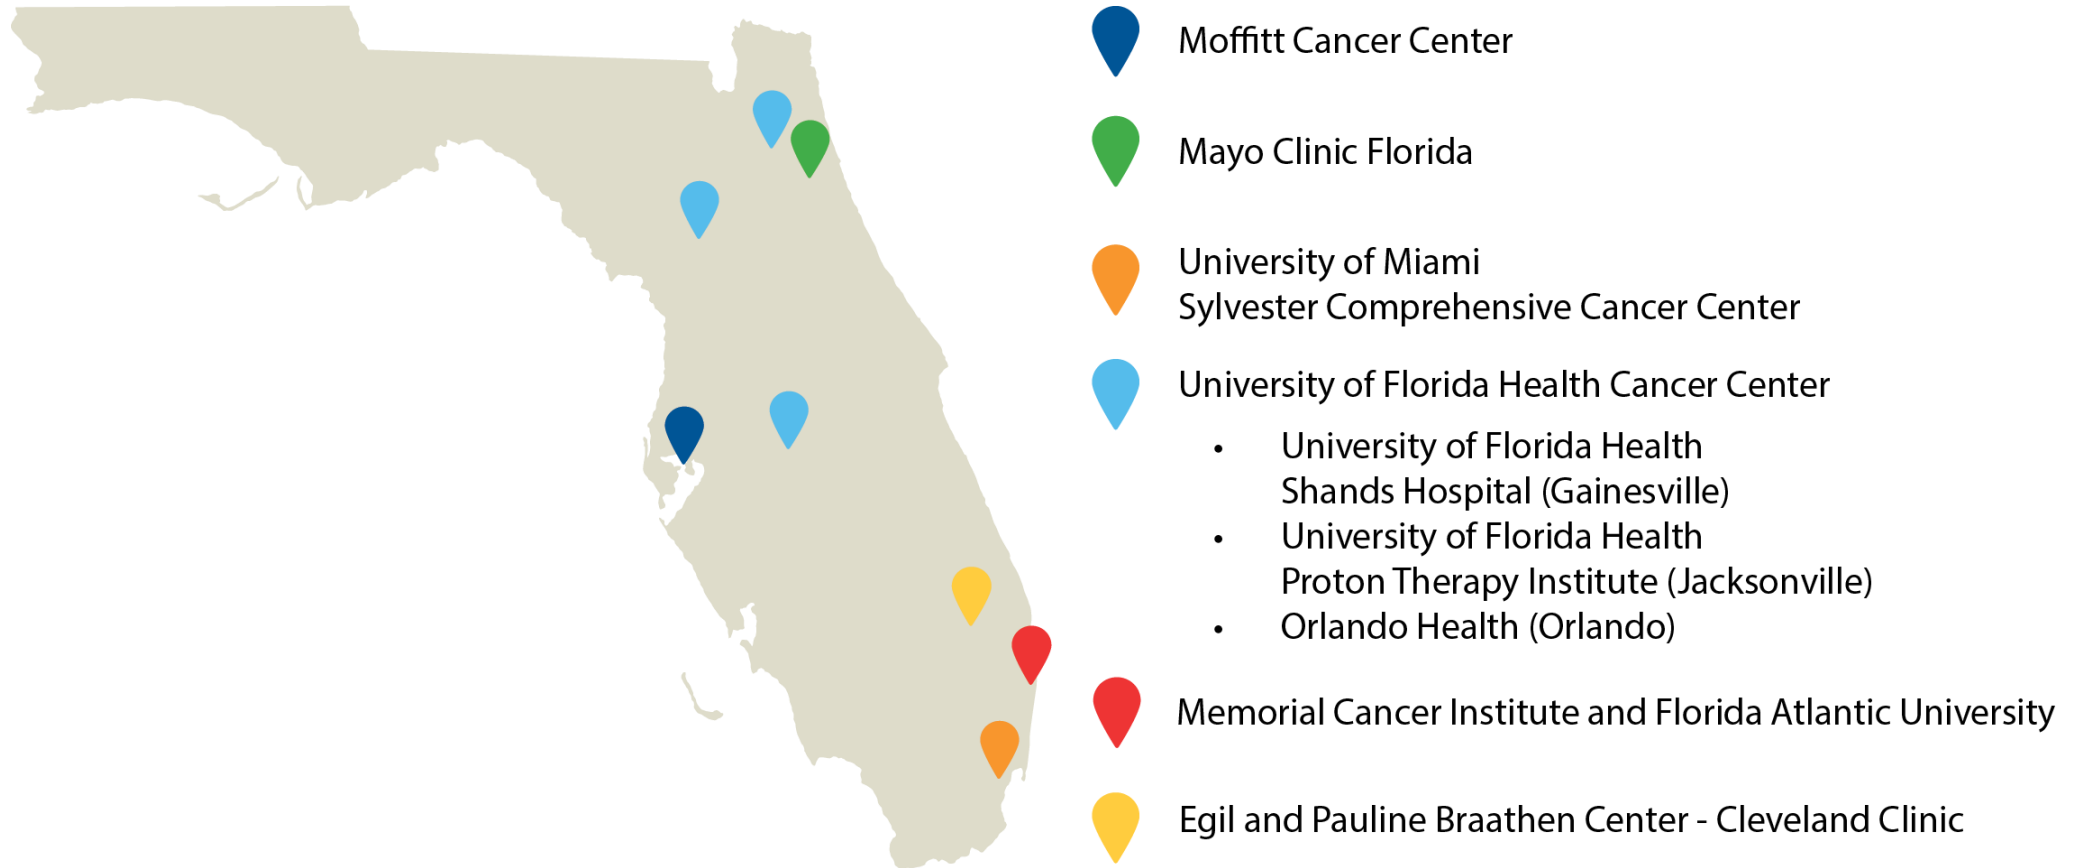 Moffitt Cancer Center
Mayo Clinic Florida
University of Miami
Sylvester Comprehensive Cancer Center
University of Florida Health Cancer Center
• University of Florida Health
Shands Hospital (Gainesville)
• University of Florida Health
Proton Therapy Institute (Jacksonville)
• Orlando Health (Orlando)
Memorial Cancer Institute and Florida Atlantic University
Egil and Pauline Braathen Center - Cleveland Clinic